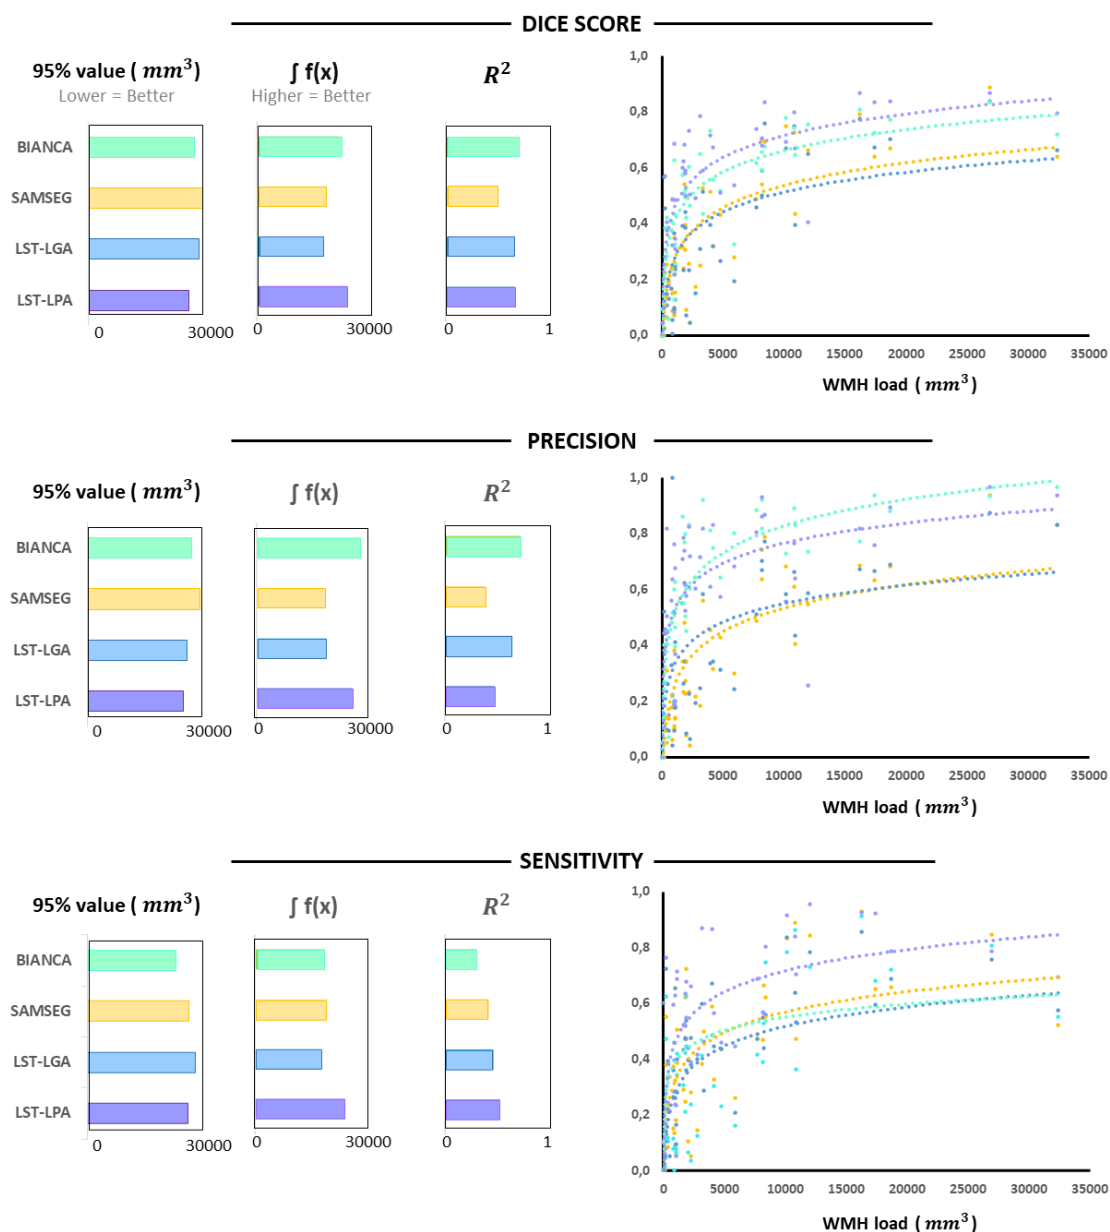 DICE SCORE
95% value ( mm³)
Lower = Better
∫ f(x)
Higher = Better
R²
BIANCA
SAMSEG
LST-LGA
LST-LPA
0 30000
0 30000
0 1
1,0
0,8
0,6
0,4
0,2
0,0
0 5000 10000 15000 20000 25000 30000 35000
WMH load ( mm³)
PRECISION
95% value ( mm³)
∫ f(x)
R²
BIANCA
SAMSEG
LST-LGA
LST-LPA
0 30000
0 30000
0 1
1,0
0,8
0,6
0,4
0,2
0,0
0 5000 10000 15000 20000 25000 30000 35000
WMH load ( mm³)
SENSITIVITY
95% value ( mm³)
∫ f(x)
R²
BIANCA
SAMSEG
LST-LGA
LST-LPA
0 30000
0 30000
0 1
1,0
0,8
0,6
0,4
0,2
0,0
0 5000 10000 15000 20000 25000 30000 35000
WMH load ( mm³)